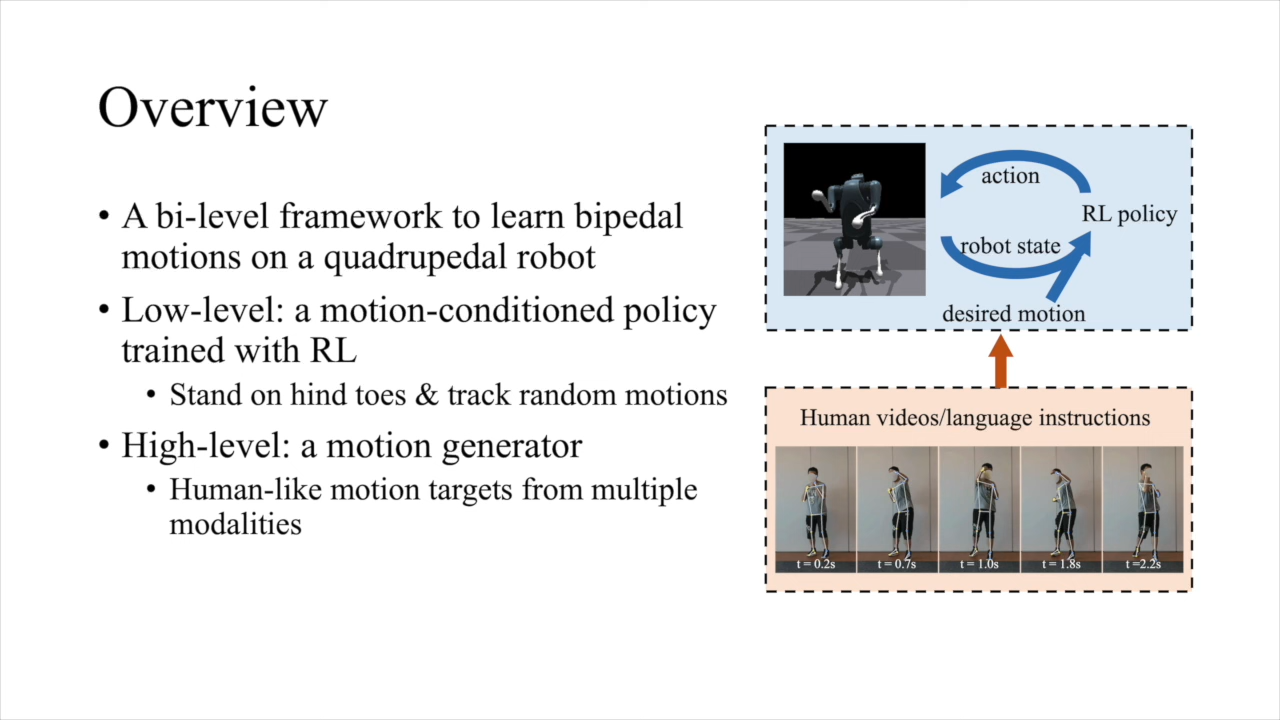 Overview
• A bi-level framework to learn bipedal
motions on a quadrupedal robot
• Low-level: a motion-conditioned policy
trained with RL
• Stand on hind toes & track random motions
• High-level: a motion generator
• Human-like motion targets from multiple
modalities
action
RL policy
robot state
desired motion
Human videos/language instructions
t = 0.2s
t = 0.7s
t = 1.0s
t = 1.8s
t =2.2s